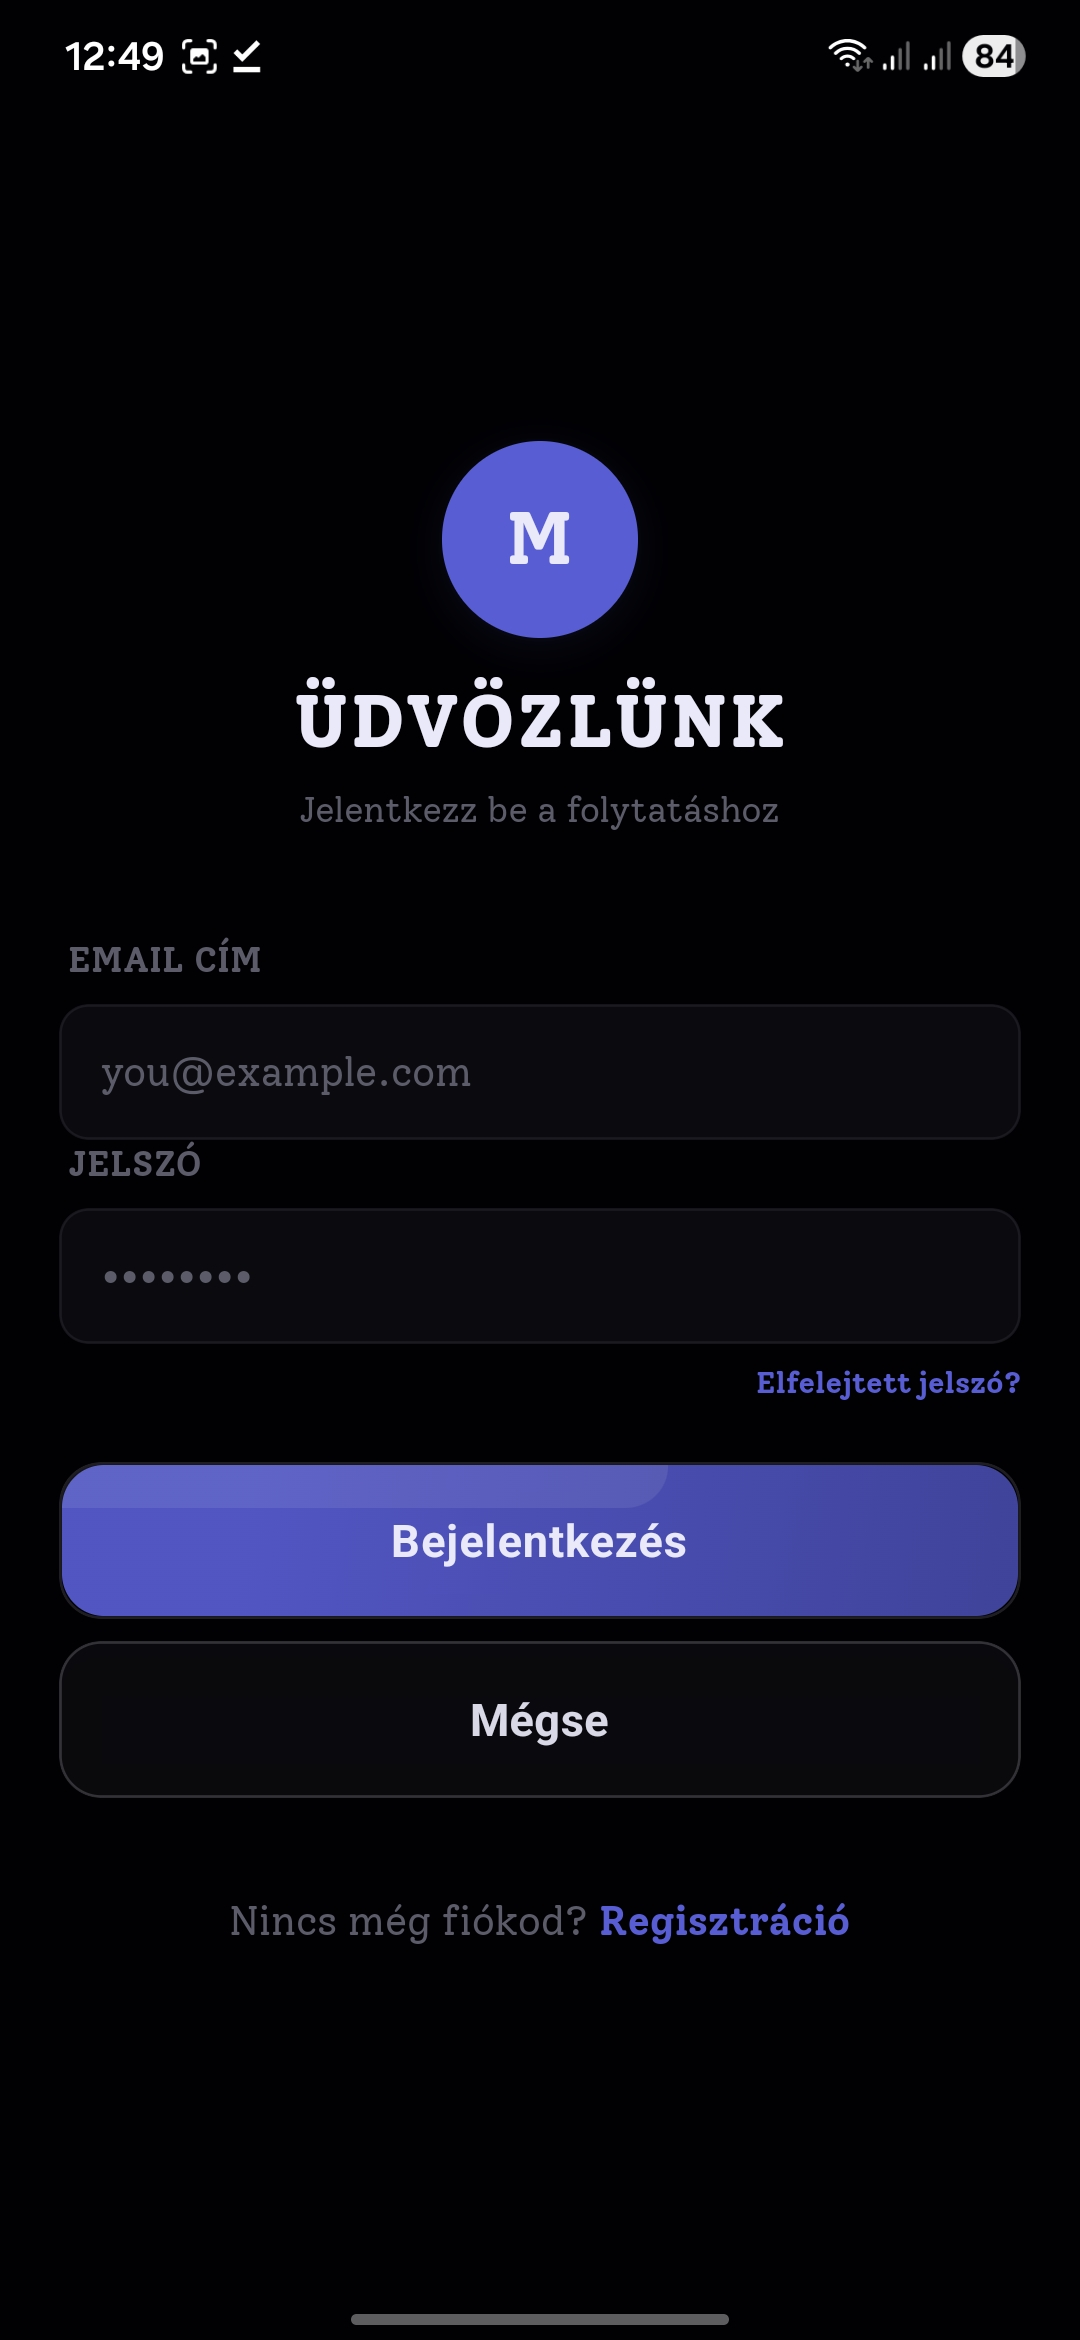 12:49
84
M
ÜDVÖZLÜNK
Jelentkezz be a folytatáshoz
EMAIL CÍM
you@example.com
JELSZÓ
••••••••
Elfelejtett jelszó?
Bejelentkezés
Mégse
Nincs még fiókod? Regisztráció